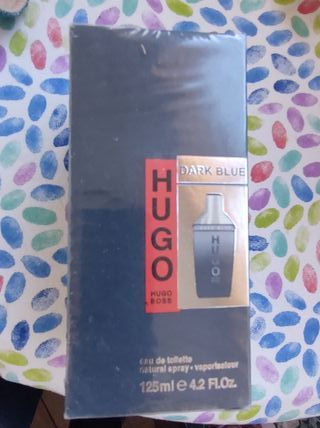 DARK BLUE
HUGO
HUGO
BOSS
HUGO
eau de toilette
natural spray • vaporisateur
125ml e 4.2 Fl.Oz.